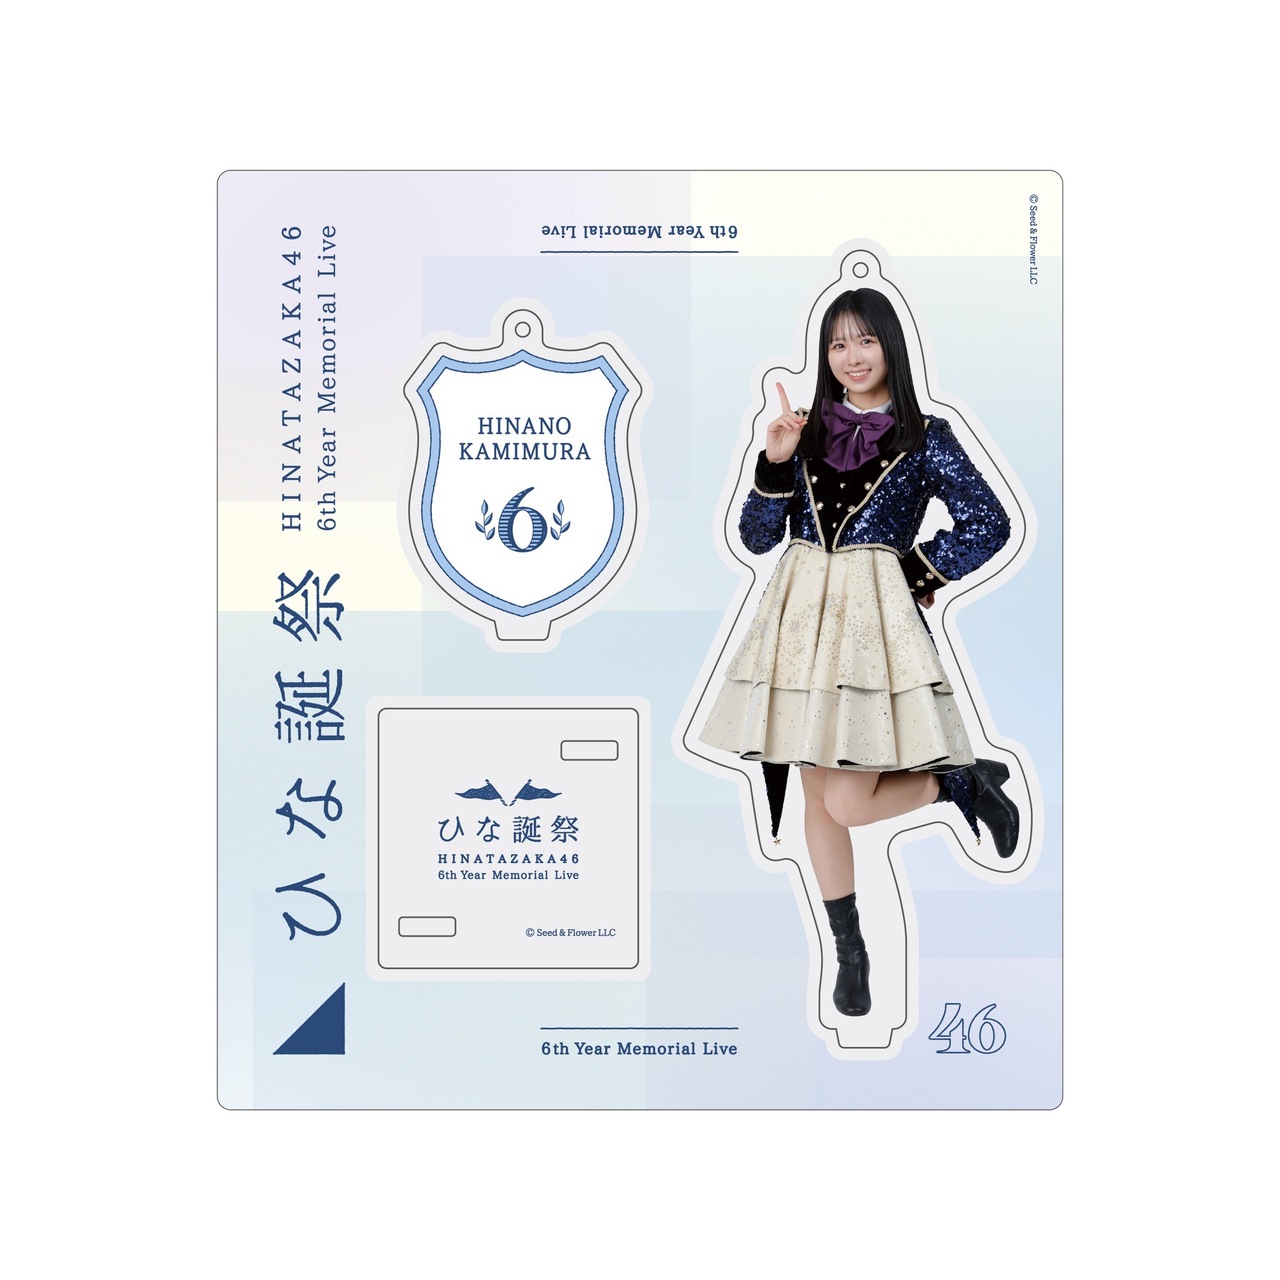 HINATAZAKA46
6th Year Memorial Live
ひな誕祭
6th Year Memorial Live
© Seed & Flower LLC
HINANO
KAMIMURA
6
ひな誕祭
HINATAZAKA46
6th Year Memorial Live
© Seed & Flower LLC
6th Year Memorial Live
46